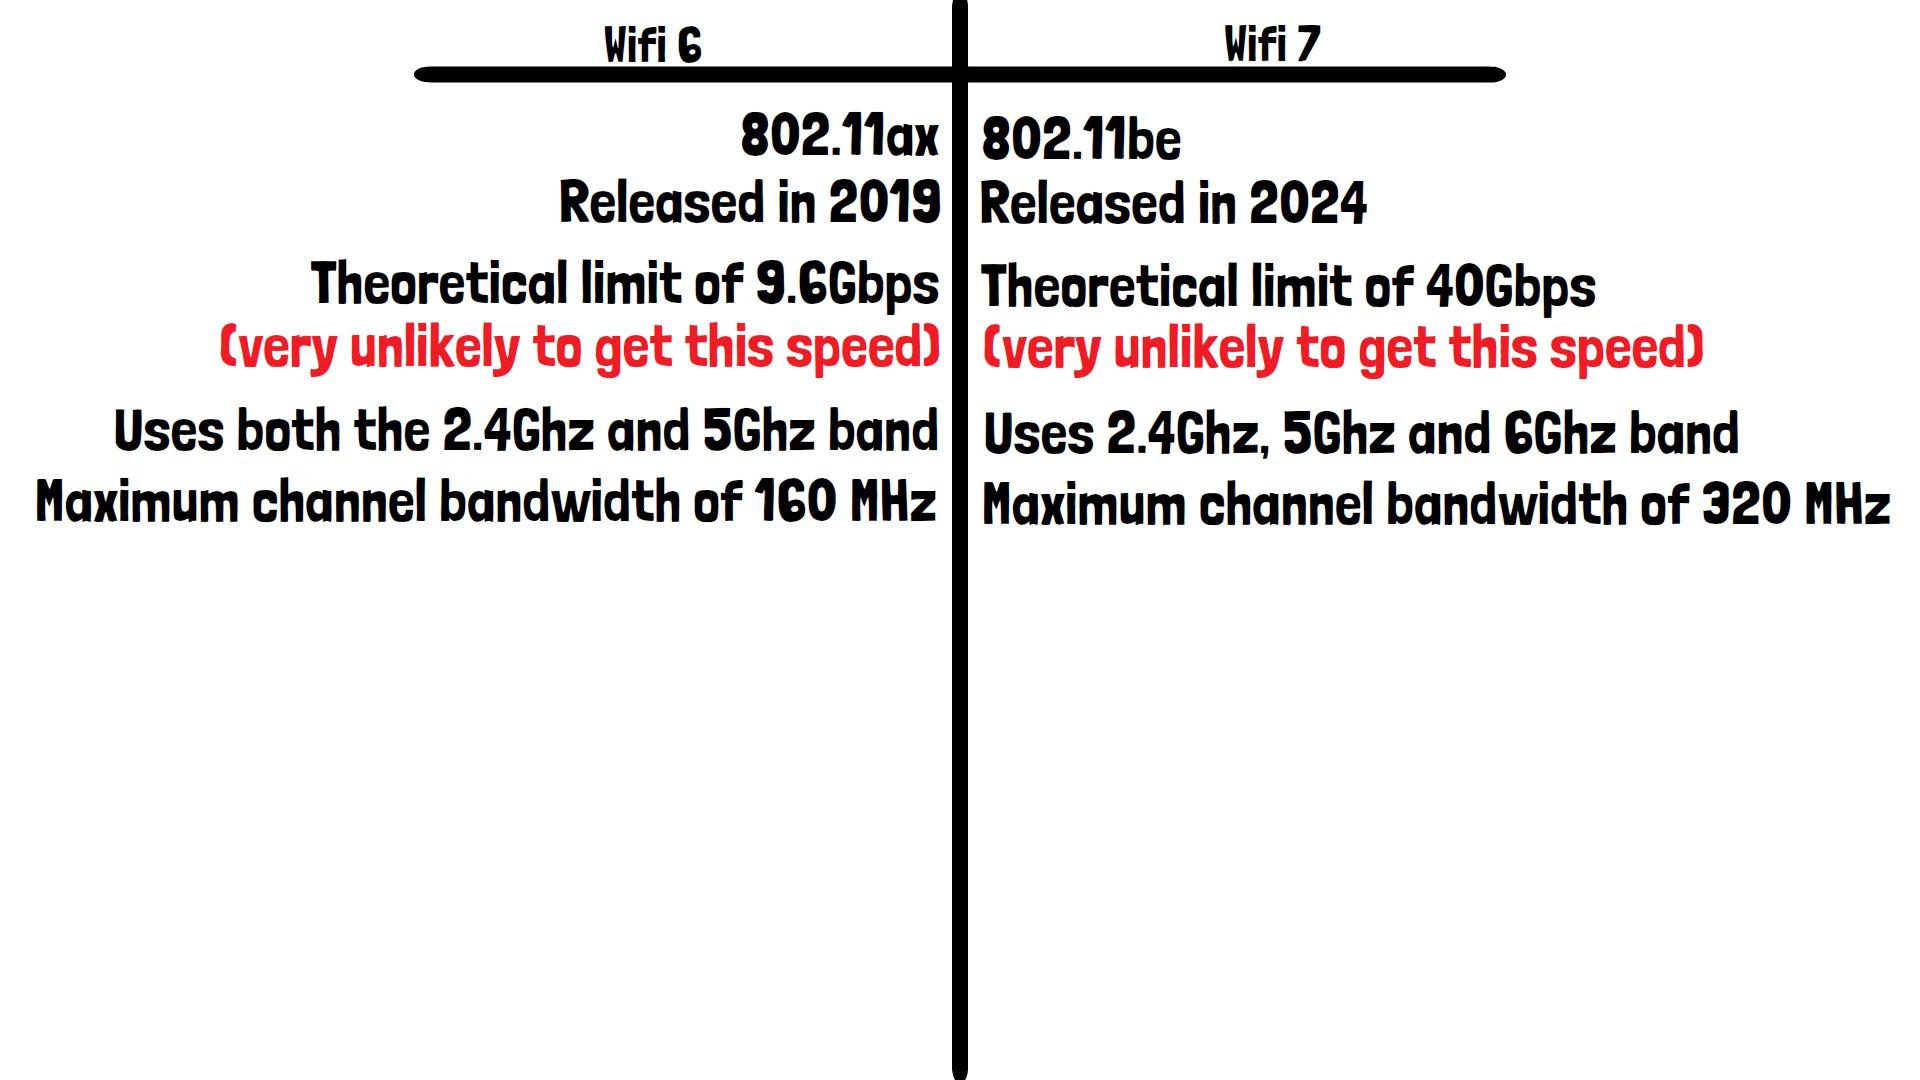 Wifi 6
802.11ax
Released in 2019
Theoretical limit of 9.6Gbps
(very unlikely to get this speed)
Uses both the 2.4Ghz and 5Ghz band
Maximum channel bandwidth of 160 MHz
Wifi 7
802.11be
Released in 2024
Theoretical limit of 40Gbps
(very unlikely to get this speed)
Uses 2.4Ghz, 5Ghz and 6Ghz band
Maximum channel bandwidth of 320 MHz